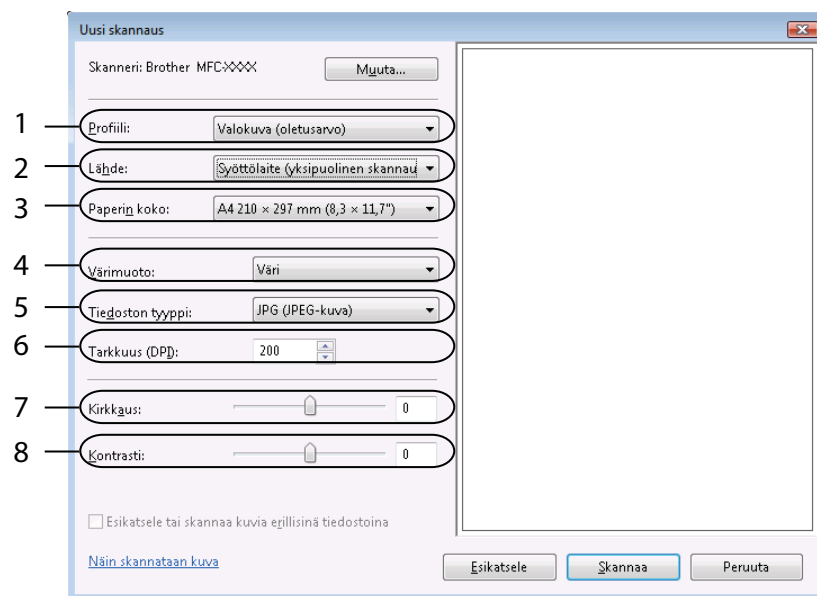 Uusi skannaus
Skanneri: Brother MFC-XXXX
Muuta...
1 Profiili: Valokuva (oletusarvo)
2 Lähde: Syöttölaite (yksipuolinen skannau
3 Paperin koko: A4 210 × 297 mm (8,3 × 11,7")
4 Värimuoto: Väri
5 Tiedoston tyyppi: JPG (JPEG-kuva)
6 Tarkkuus (DPI): 200
7 Kirkkaus: 0
8 Kontrasti: 0
Esikatsele tai skannaa kuvia erillisinä tiedostoina
Näin skannataan kuva
Esikatsele Skannaa Peruuta